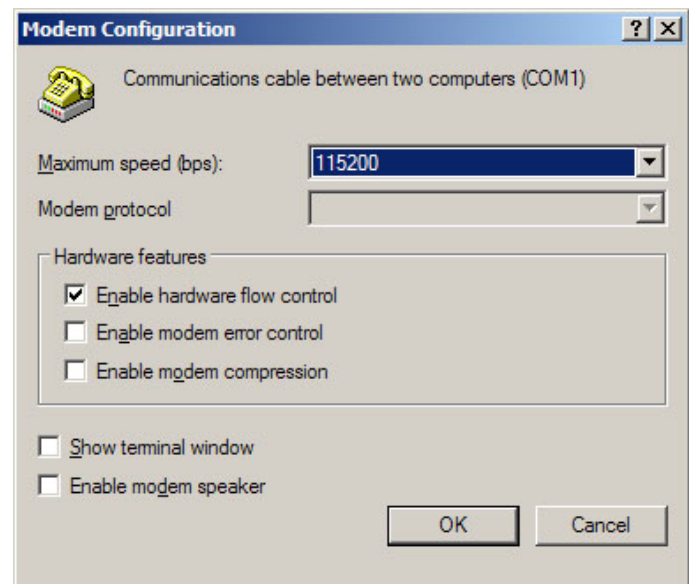 Modem Configuration
Communications cable between two computers (COM1)
Maximum speed (bps): 115200
Modem protocol
Hardware features
Enable hardware flow control
Enable modem error control
Enable modem compression
Show terminal window
Enable modem speaker
OK Cancel